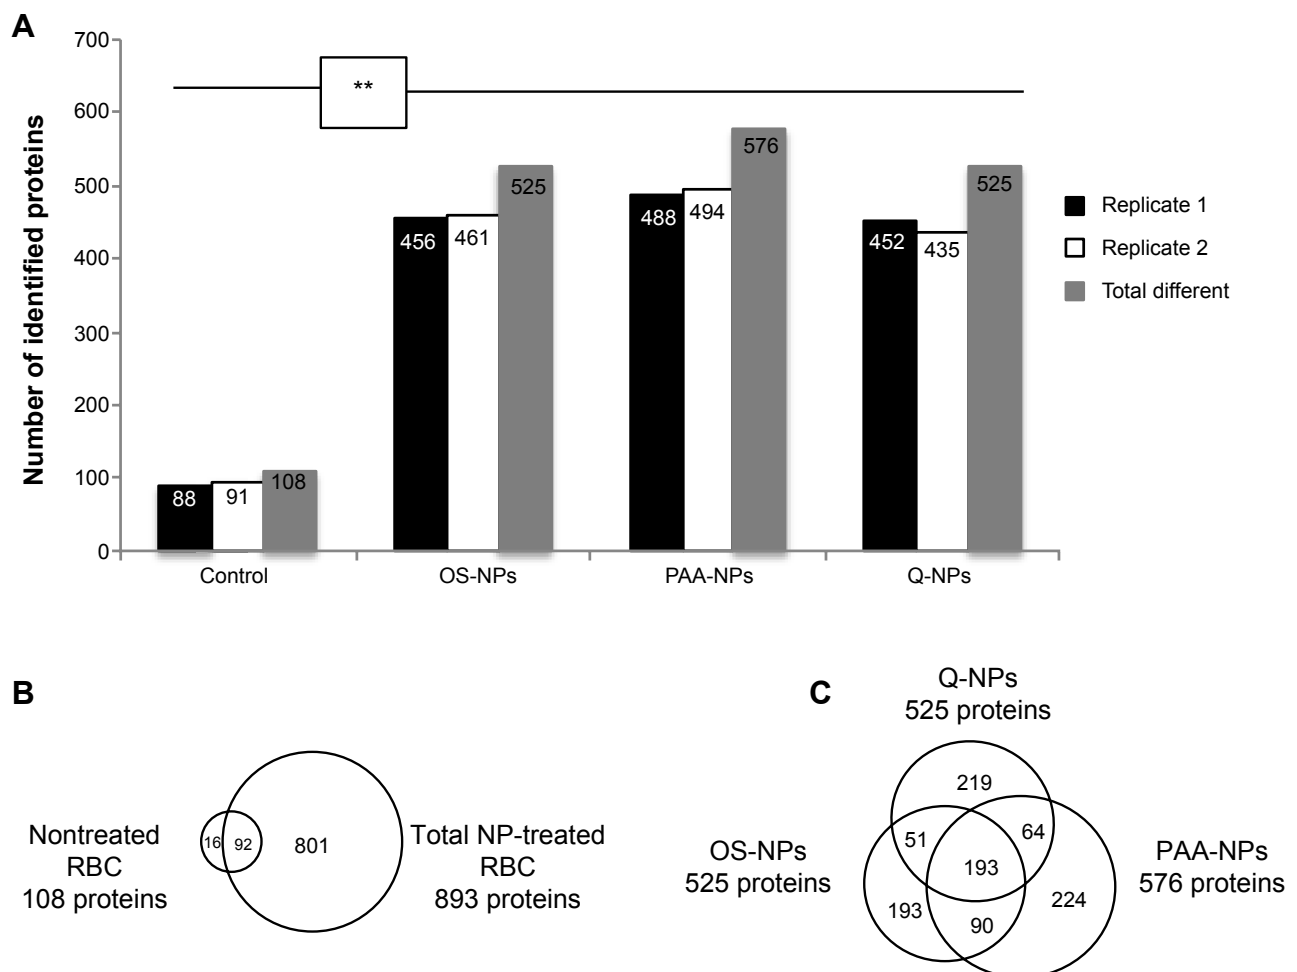 A
Number of identified proteins
700
600
500
400
300
200
100
0
**
88
91
108
456
461
525
488
494
576
452
435
525
Control
OS-NPs
PAA-NPs
Q-NPs
Replicate 1
Replicate 2
Total different
B
Nontreated
RBC
108 proteins
16
92
801
Total NP-treated
RBC
893 proteins
C
Q-NPs
525 proteins
OS-NPs
525 proteins
PAA-NPs
576 proteins
219
51
64
193
193
90
224